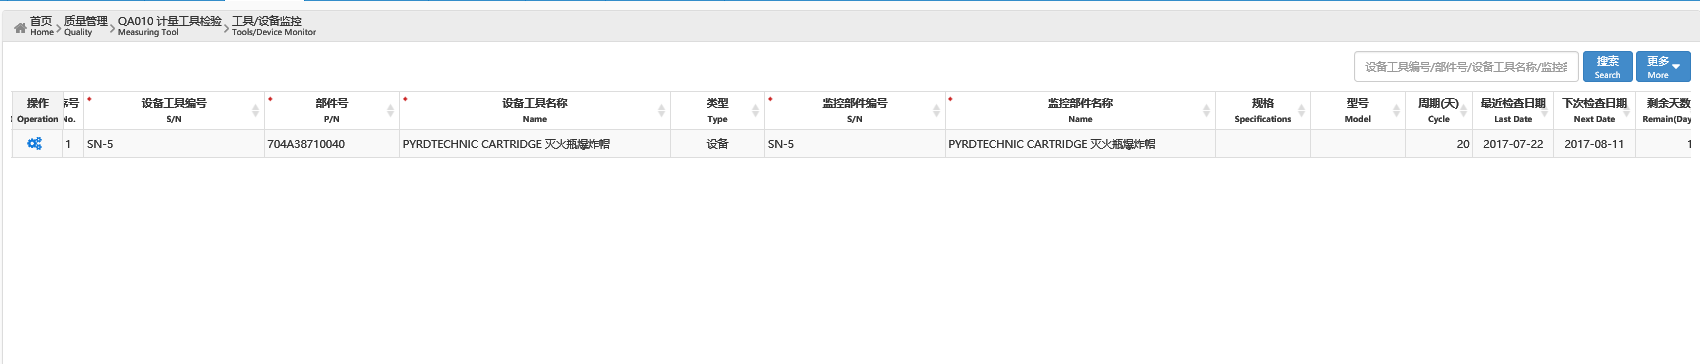 首页 质量管理 QA010 计量工具检验 工具/设备监控
Home Quality Measuring Tool Tools/Device Monitor
设备工具编号/部件号/设备工具名称/监控
搜索 更多
Search More
操作 序号 * 设备工具编号 * 部件号 * 设备工具名称 类型 * 监控部件编号 * 监控部件名称 规格 型号 周期(天) 最近检查日期 下次检查日期 剩余天数
Operation No. S/N P/N Name Type S/N Name Specifications Model Cycle Last Date Next Date Remain(Day
1 SN-5 704A38710040 PYRDTECHNIC CARTRIDGE 灭火瓶爆炸帽 设备 SN-5 PYRDTECHNIC CARTRIDGE 灭火瓶爆炸帽 20 2017-07-22 2017-08-11 1